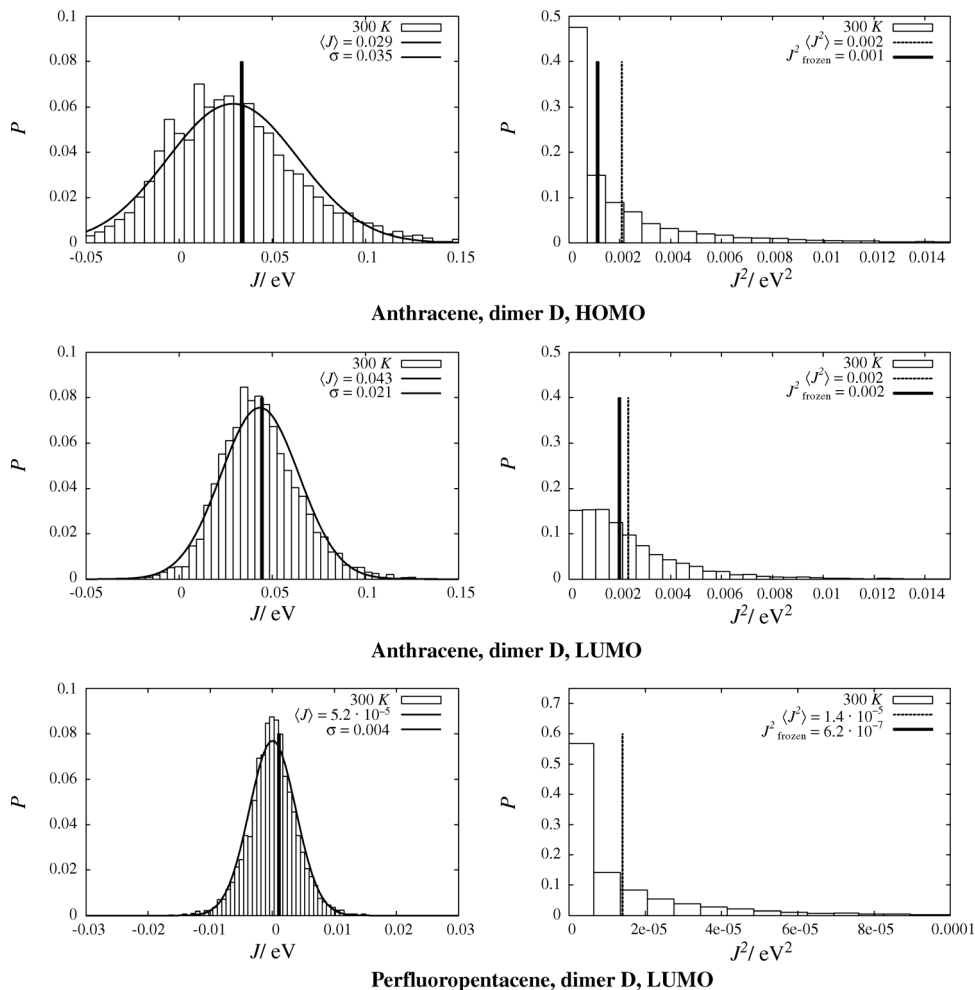 0.1
0.08
0.06
0.04
0.02
0
P
300 K
⟨J⟩ = 0.029
σ = 0.035
-0.05 0 0.05 0.1 0.15
J/ eV
0.5
0.4
0.3
0.2
0.1
0
P
300 K
⟨J²⟩ = 0.002
J² frozen = 0.001
0 0.002 0.004 0.006 0.008 0.01 0.012 0.014
J²/ eV²
Anthracene, dimer D, HOMO
0.1
0.08
0.06
0.04
0.02
0
P
300 K
⟨J⟩ = 0.043
σ = 0.021
-0.05 0 0.05 0.1 0.15
J/ eV
0.5
0.4
0.3
0.2
0.1
0
P
300 K
⟨J²⟩ = 0.002
J² frozen = 0.002
0 0.002 0.004 0.006 0.008 0.01 0.012 0.014
J²/ eV²
Anthracene, dimer D, LUMO
0.1
0.08
0.06
0.04
0.02
0
P
300 K
⟨J⟩ = 5.2 · 10⁻⁵
σ = 0.004
-0.03 -0.02 -0.01 0 0.01 0.02 0.03
J/ eV
0.7
0.6
0.5
0.4
0.3
0.2
0.1
0
P
300 K
⟨J²⟩ = 1.4 · 10⁻⁵
J² frozen = 6.2 · 10⁻⁷
0 2e-05 4e-05 6e-05 8e-05 0.0001
J²/ eV²
Perfluoropentacene, dimer D, LUMO